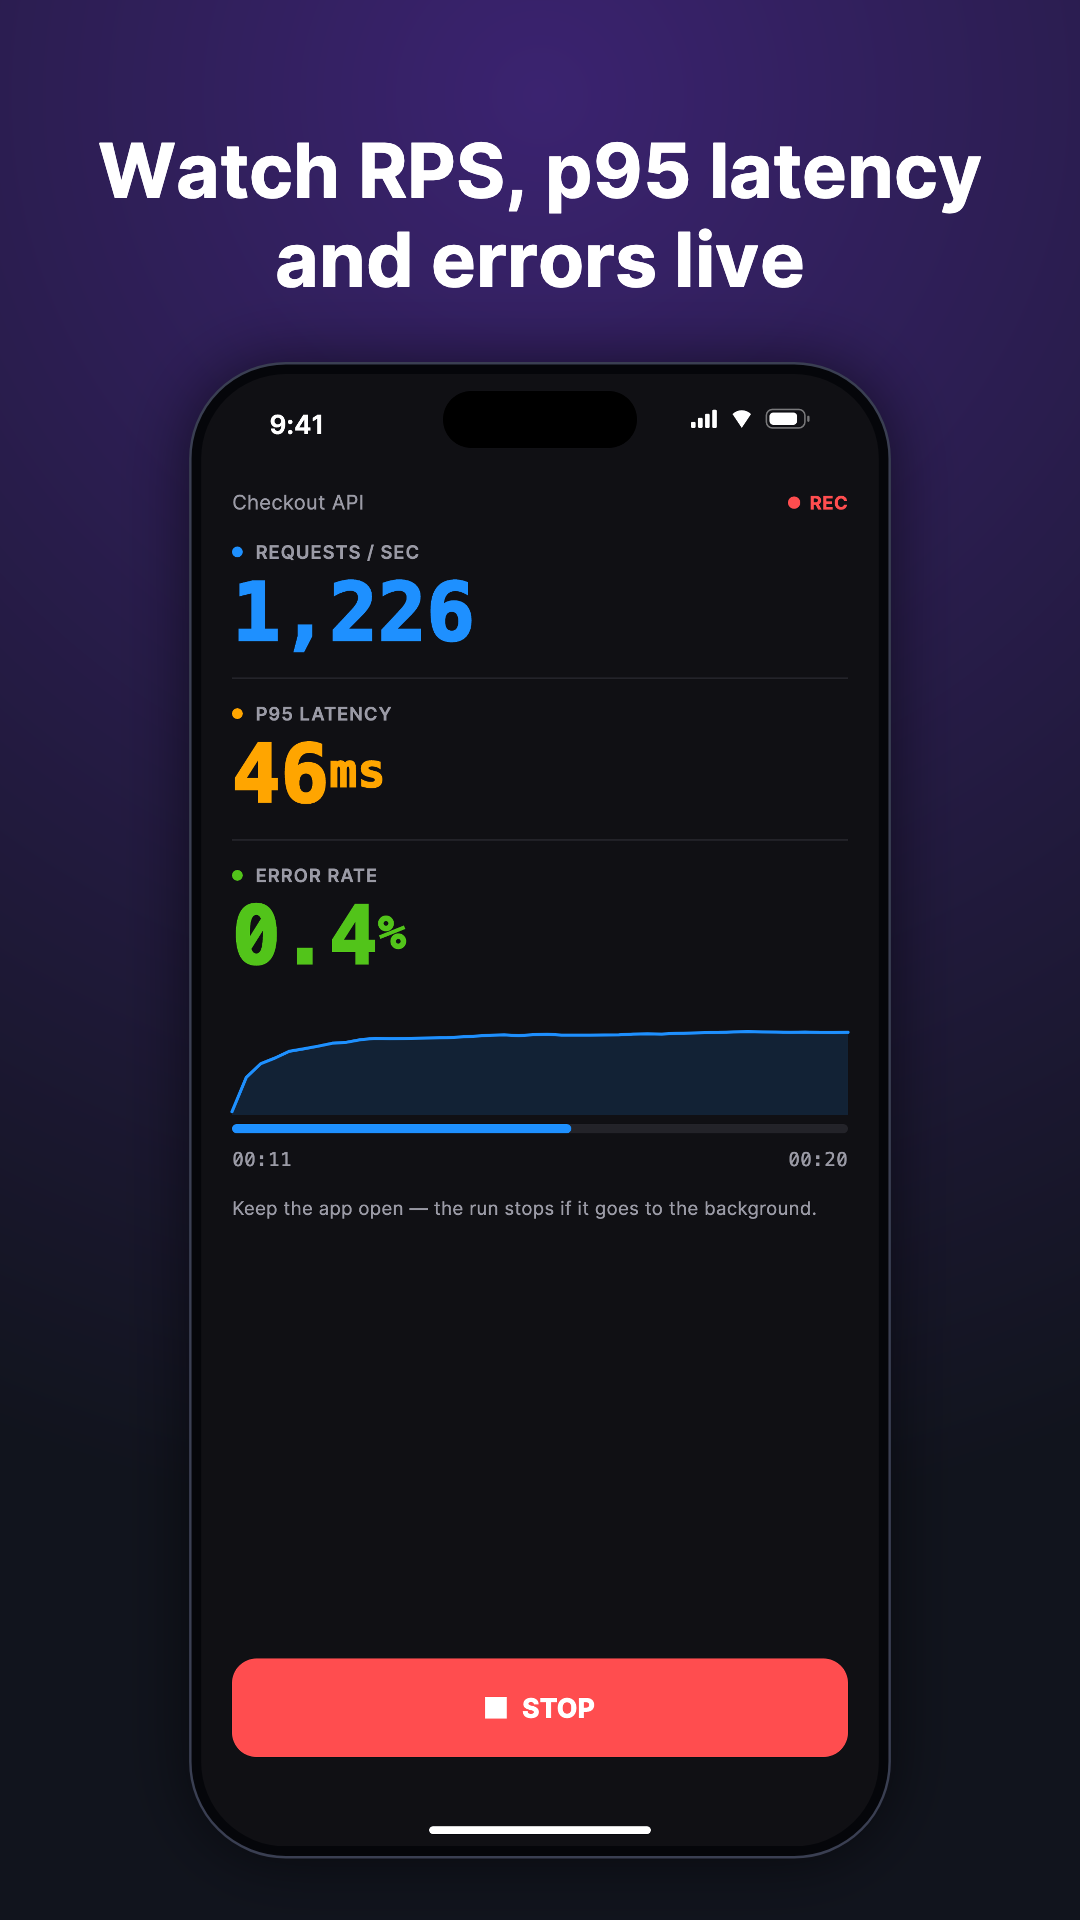 Watch RPS, p95 latency
and errors live
9:41
Checkout API
REC
REQUESTS / SEC
1,226
P95 LATENCY
46ms
ERROR RATE
0.4%
00:11
00:20
Keep the app open — the run stops if it goes to the background.
STOP